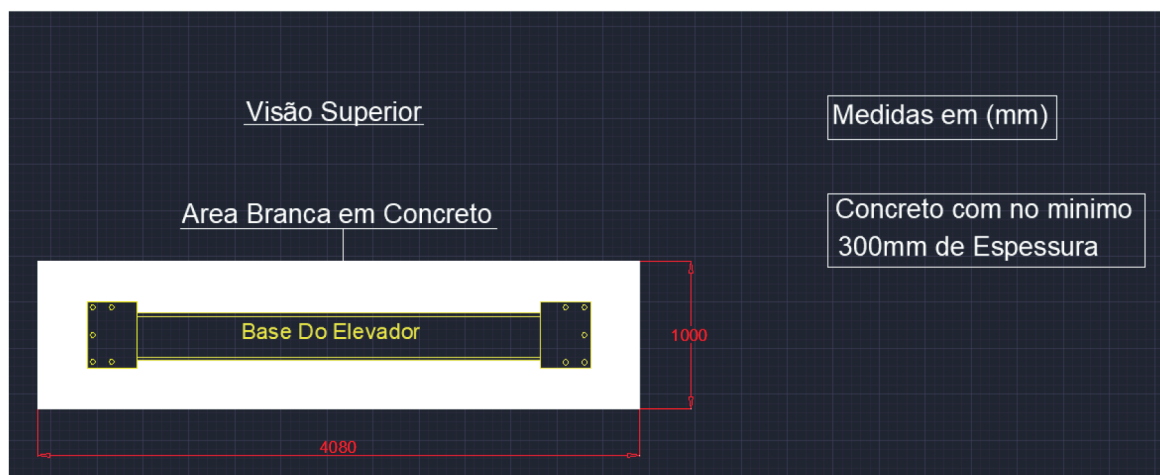 Visão Superior
Medidas em (mm)
Area Branca em Concreto
Concreto com no minimo
300mm de Espessura
Base Do Elevador
1000
4080